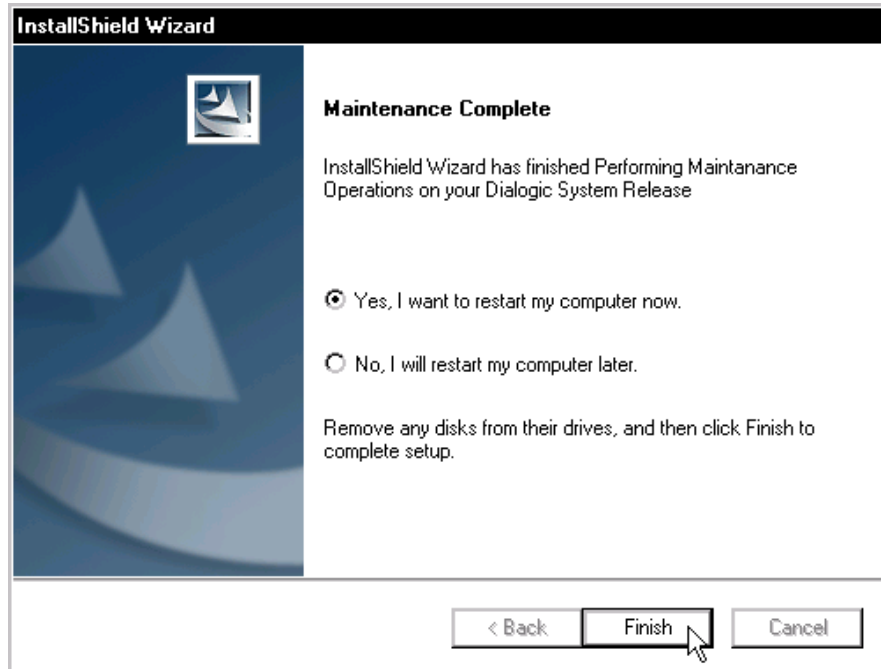 InstallShield Wizard
Maintenance Complete
InstallShield Wizard has finished Performing Maintanance
Operations on your Dialogic System Release
Yes, I want to restart my computer now.
No, I will restart my computer later.
Remove any disks from their drives, and then click Finish to
complete setup.
< Back Finish Cancel